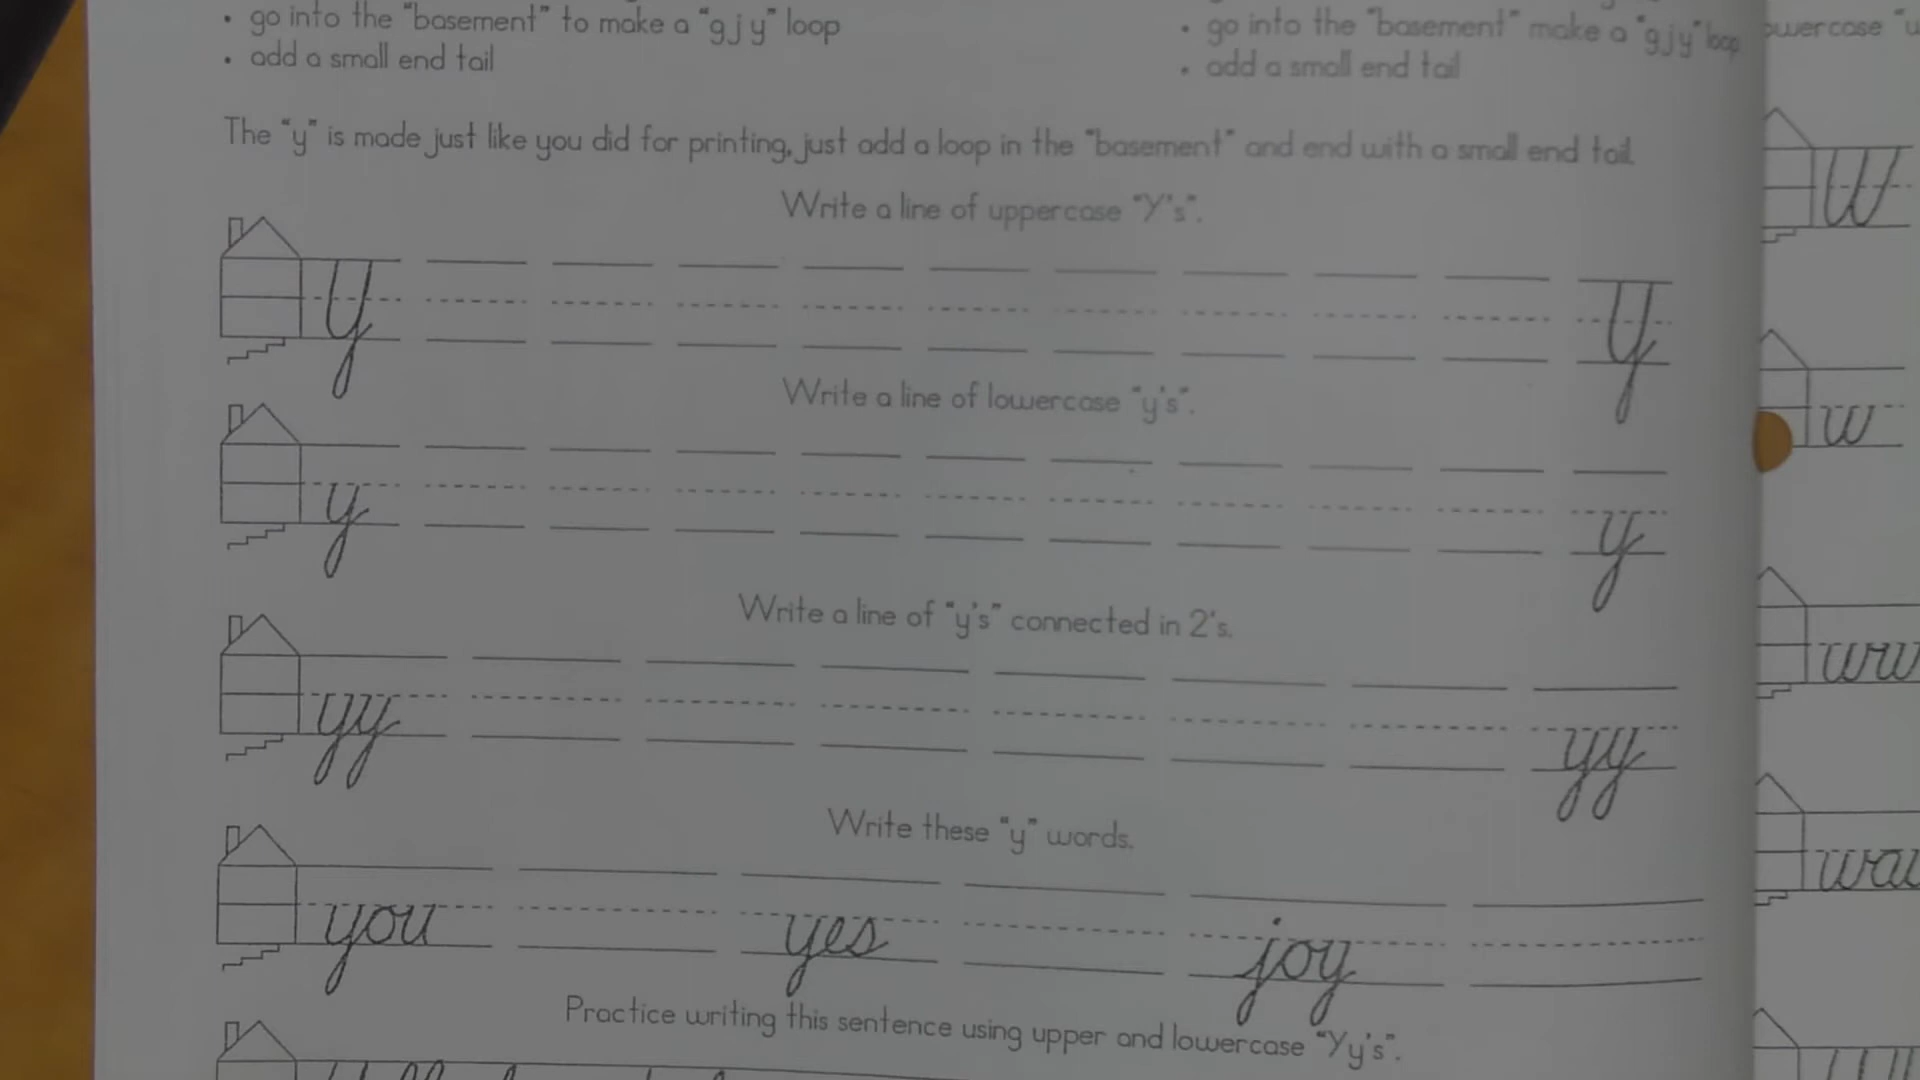 • go into the "basement" to make a "g j y" loop
• add a small end tail
• go into the "basement" make a "g j y" loop
• add a small end tail
The "y" is made just like you did for printing, just add a loop in the "basement" and end with a small end tail.
Write a line of uppercase "Y's".
Y Y
Write a line of lowercase "y's".
y y
Write a line of "y's" connected in 2's.
yy yy
Write these "y" words.
you yes joy
Practice writing this sentence using upper and lowercase "Yy's".
W
w